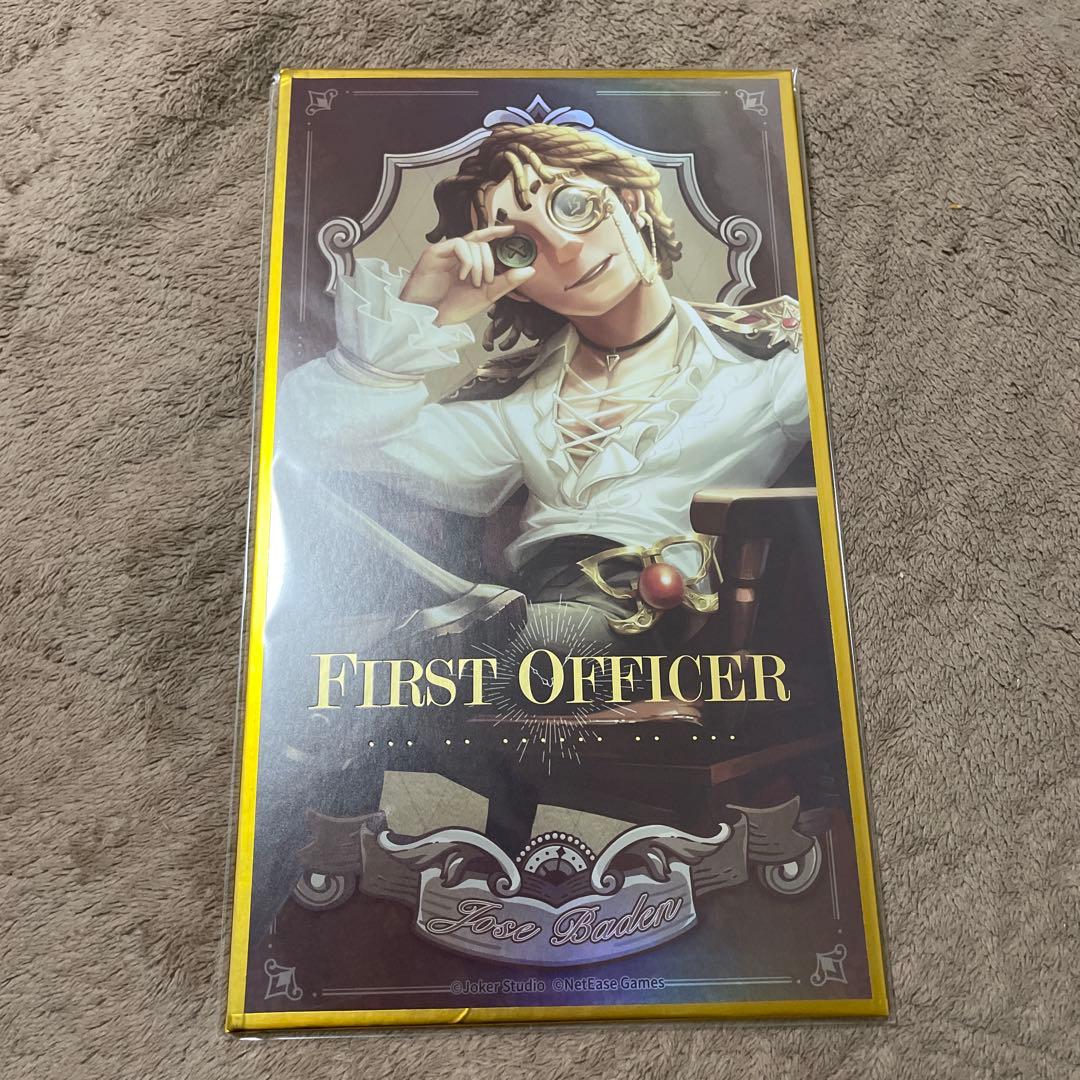 FIRST OFFICER
Jose Baden
©Joker Studio ©NetEase Games